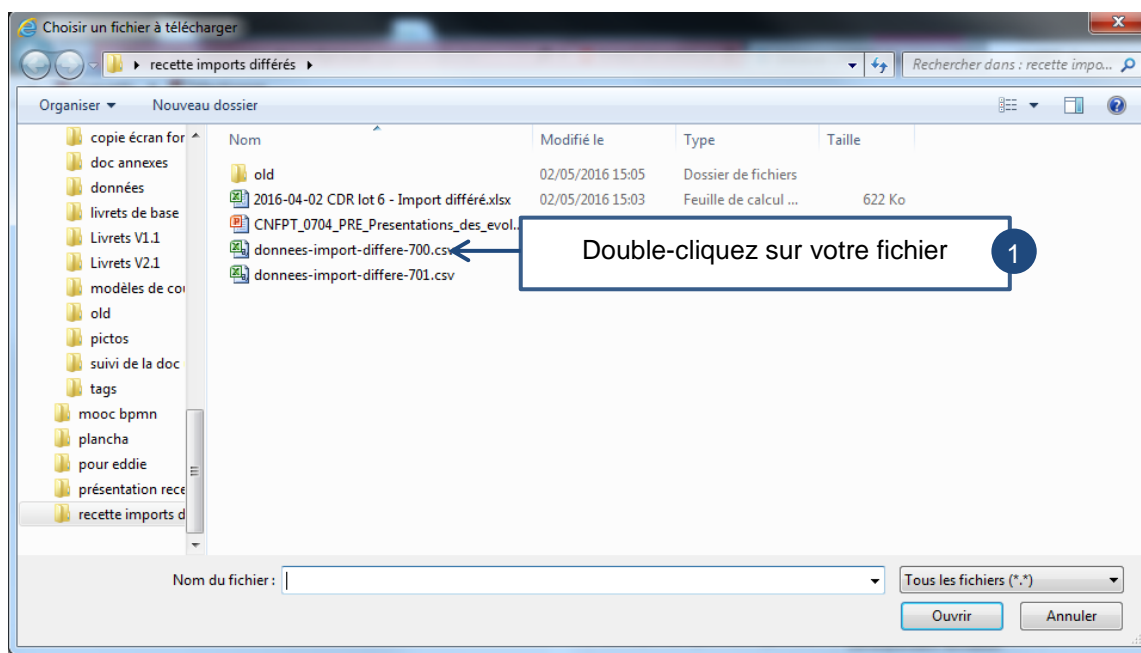 Choisir un fichier à télécharger
recette imports différés
Rechercher dans : recette impo...
Organiser
Nouveau dossier
copie écran for
doc annexes
données
livrets de base
Livrets V1.1
Livrets V2.1
modèles de cou
old
pictos
suivi de la doc
tags
mooc bpmn
plancha
pour eddie
présentation rece
recette imports d
Nom Modifié le Type Taille
old 02/05/2016 15:05 Dossier de fichiers
2016-04-02 CDR lot 6 - Import différé.xlsx 02/05/2016 15:03 Feuille de calcul ... 622 Ko
CNFPT_0704_PRE_Presentations_des_evol...
donnees-import-differe-700.csv
donnees-import-differe-701.csv
Double-cliquez sur votre fichier 1
Nom du fichier :
Tous les fichiers (*.*)
Ouvrir Annuler